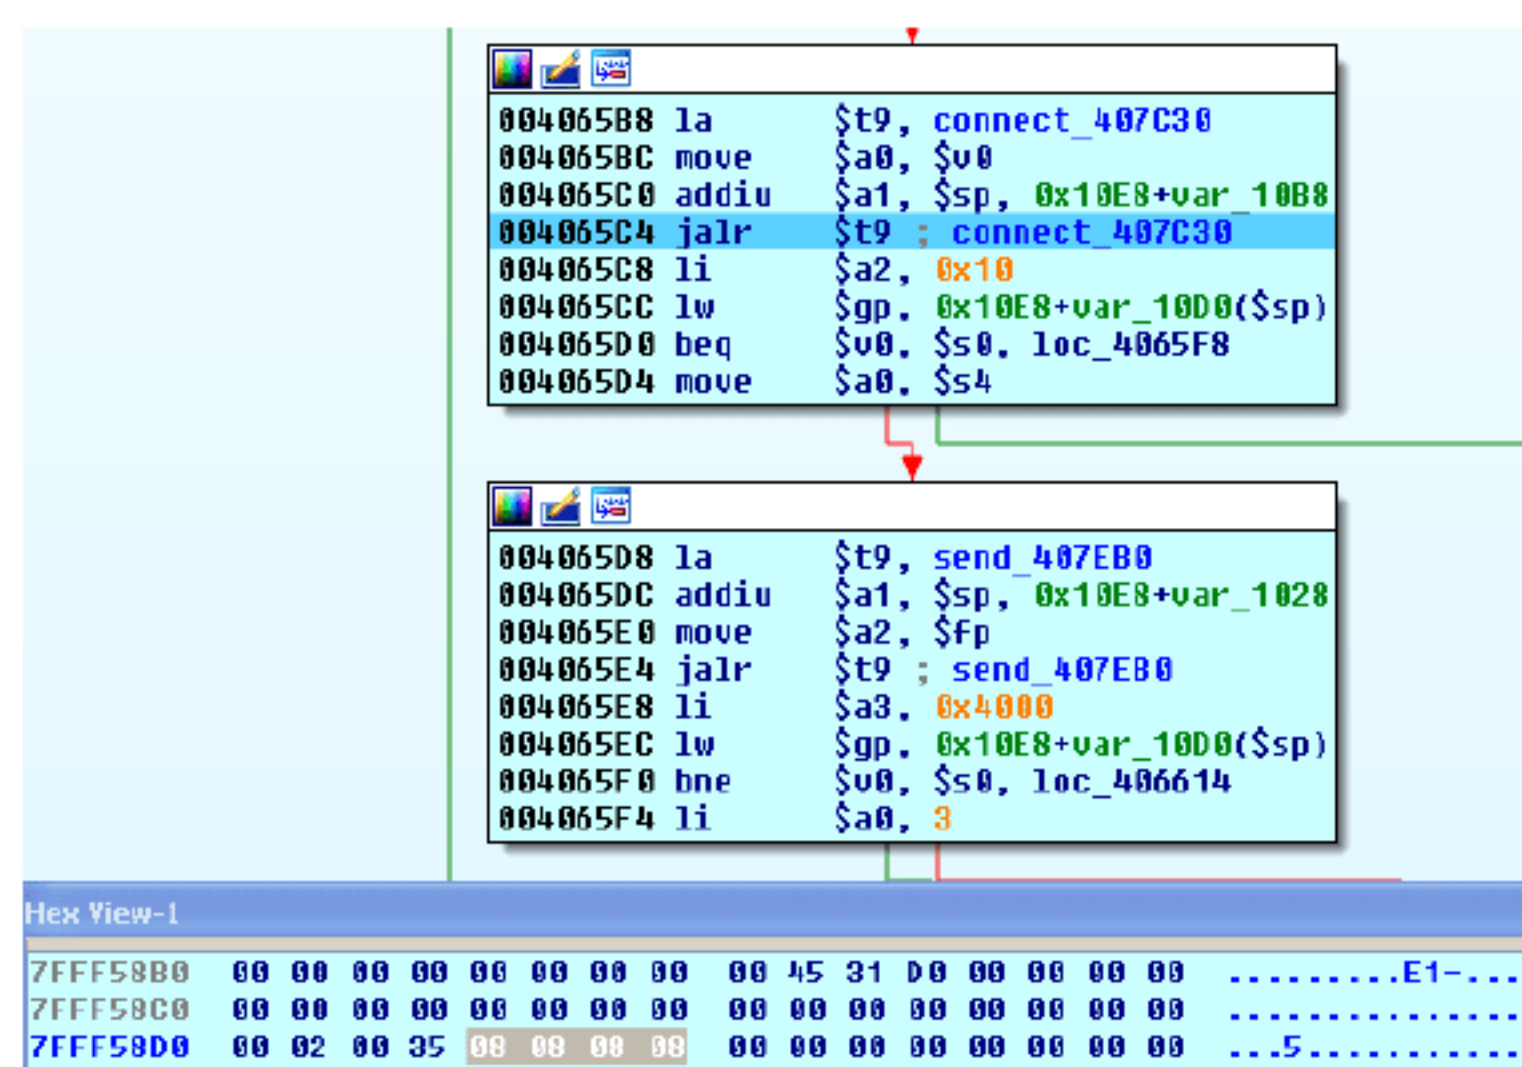 004065B8 la $t9, connect_407C30
004065BC move $a0, $v0
004065C0 addiu $a1, $sp, 0x10E8+var_10B8
004065C4 jalr $t9 ; connect_407C30
004065C8 li $a2, 0x10
004065CC lw $gp, 0x10E8+var_10D0($sp)
004065D0 beq $v0, $s0, loc_4065F8
004065D4 move $a0, $s4
004065D8 la $t9, send_407EB0
004065DC addiu $a1, $sp, 0x10E8+var_1028
004065E0 move $a2, $fp
004065E4 jalr $t9 ; send_407EB0
004065E8 li $a3, 0x4000
004065EC lw $gp, 0x10E8+var_10D0($sp)
004065F0 bne $v0, $s0, loc_406614
004065F4 li $a0, 3
Hex View-1
7FFF58B0 00 00 00 00 00 00 00 00 00 45 31 D0 00 00 00 00 .........E1-...
7FFF58C0 00 00 00 00 00 00 00 00 00 00 00 00 00 00 00 00 ...............
7FFF58D0 00 02 00 35 08 08 08 08 00 00 00 00 00 00 00 00 ...5...........